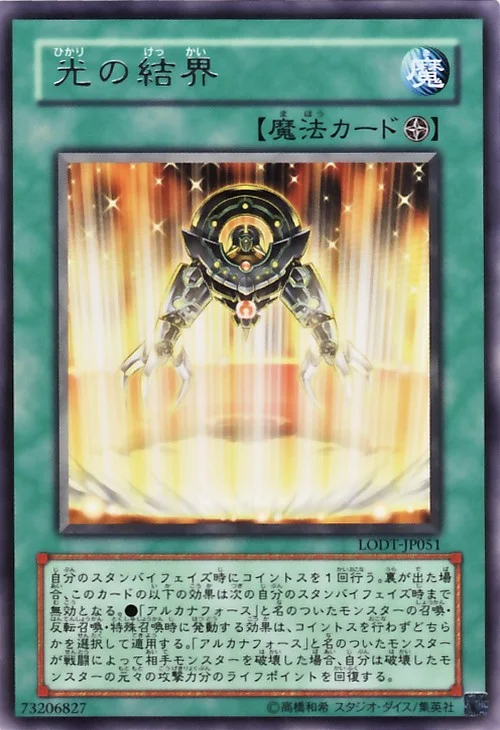 光の結界
ひかり けっかい
魔
【魔法カード】
まほう
LODT-JP051
自分のスタンバイフェイズ時にコイントスを1回行う。裏が出た場
合、このカードの以下の効果は次の自分のスタンバイフェイズ時まで
無効となる。●「アルカナフォース」と名のついたモンスターの召喚・
反転召喚・特殊召喚時に発動する効果は、コイントスを行わずどちら
かを選択して適用する。「アルカナフォース」と名のついたモンスター
が戦闘によって相手モンスターを破壊した場合、自分は破壊したモ
ンスターの元々の攻撃力分のライフポイントを回復する。
73206827
©高橋和希 スタジオ・ダイス/集英社